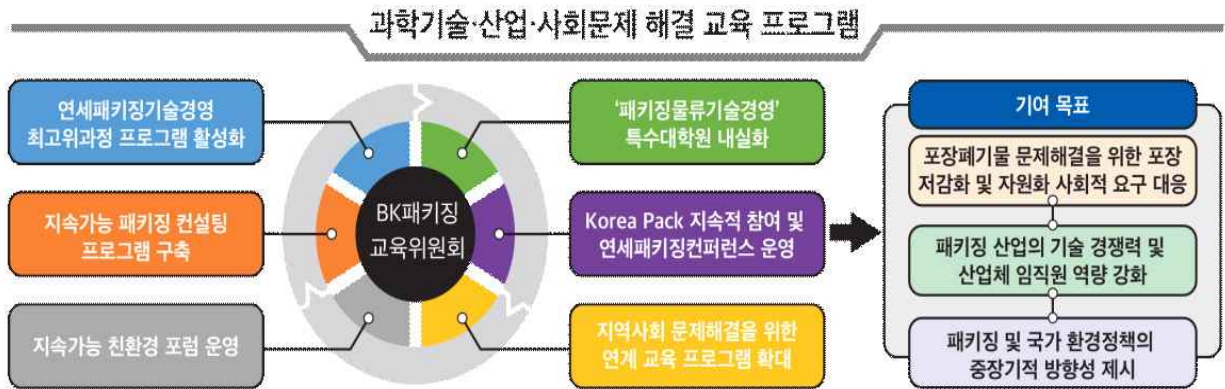 과학기술·산업·사회문제 해결 교육 프로그램
연세패키징기술경영
최고위과정 프로그램 활성화
지속가능 패키징 컨설팅
프로그램 구축
지속가능 친환경 포럼 운영
BK패키징
교육위원회
'패키징물류기술경영'
특수대학원 내실화
Korea Pack 지속적 참여 및
연세패키징컨퍼런스 운영
지역사회 문제해결을 위한
연계 교육 프로그램 확대
기여 목표
포장폐기물 문제해결을 위한 포장
저감화 및 자원화 사회적 요구 대응
패키징 산업의 기술 경쟁력 및
산업체 임직원 역량 강화
패키징 및 국가 환경정책의
중장기적 방향성 제시